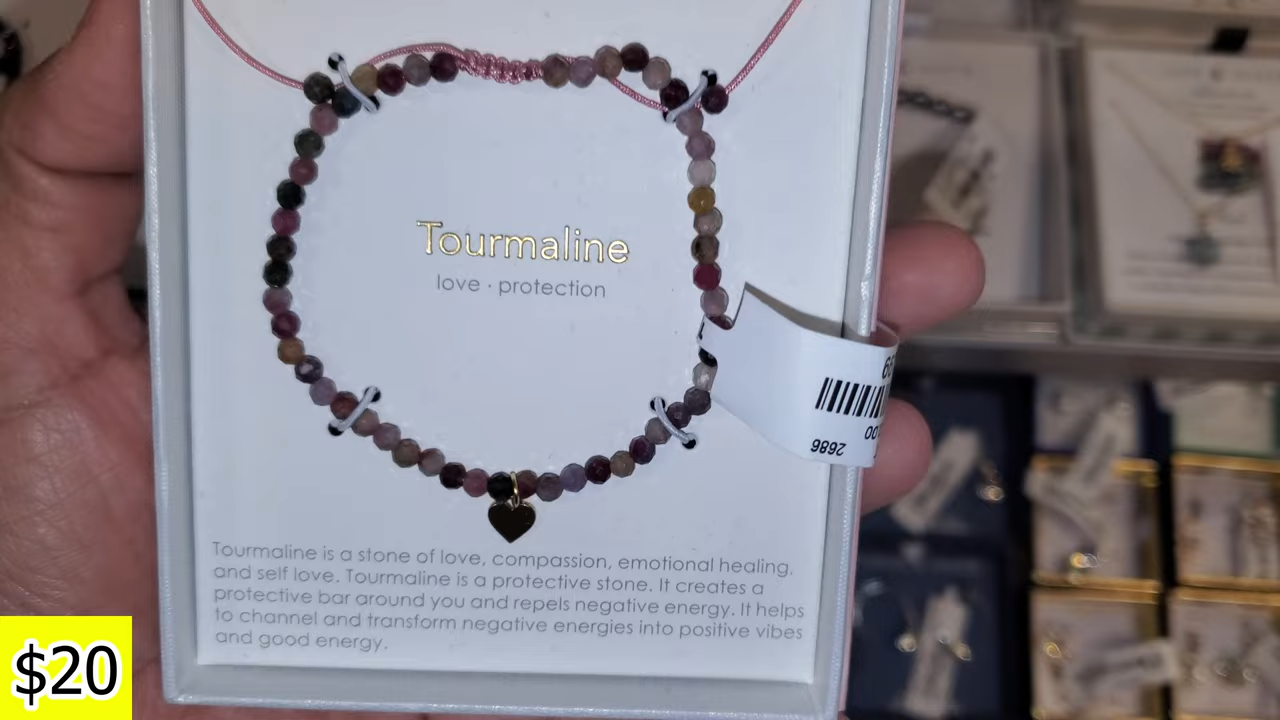 Tourmaline
love · protection
2686
Tourmaline is a stone of love, compassion, emotional healing,
and self love. Tourmaline is a protective stone. It creates a
protective bar around you and repels negative energy. It helps
to channel and transform negative energies into positive vibes
and good energy.
$20